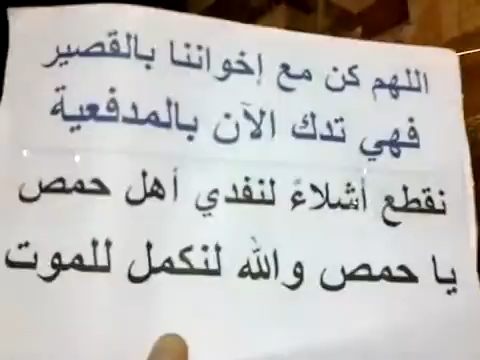 اللهم كن مع إخواننا بالقصير
فهي تدك الآن بالمدفعية
نقطع أشلاءً لنفدي أهل حمص
يا حمص والله لنكمل للموت